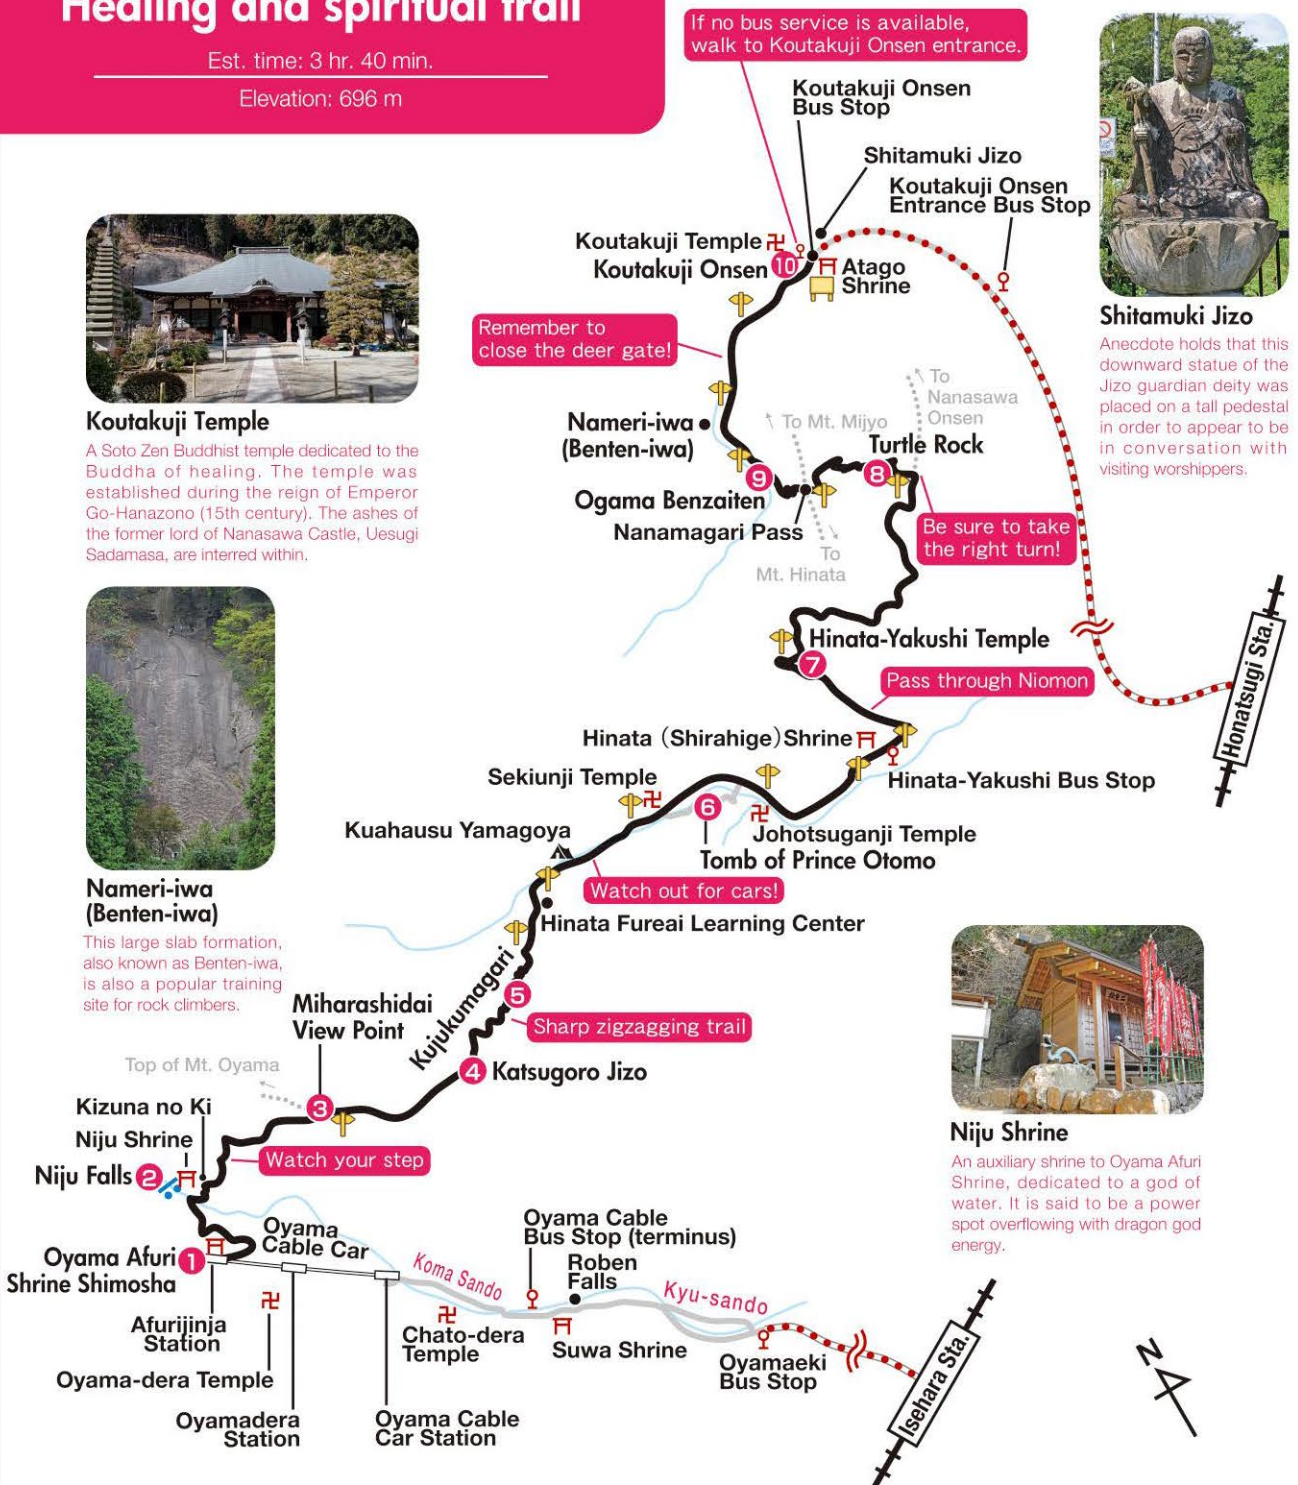 Healing and spiritual trail
Est. time: 3 hr. 40 min.
Elevation: 696 m
If no bus service is available,
walk to Koutakuji Onsen entrance.
Koutakuji Onsen
Bus Stop
Shitamuki Jizo
Koutakuji Onsen
Entrance Bus Stop
Koutakuji Temple 卍
Koutakuji Onsen 10
Atago
Shrine
Shitamuki Jizo
Anecdote holds that this
downward statue of the
Jizo guardian deity was
placed on a tall pedestal
in order to appear to be
in conversation with
visiting worshippers.
Remember to
close the deer gate!
Koutakuji Temple
A Soto Zen Buddhist temple dedicated to the
Buddha of healing. The temple was
established during the reign of Emperor
Go-Hanazono (15th century). The ashes of
the former lord of Nanasawa Castle, Uesugi
Sadamasa, are interred within.
To
Nanasawa
Onsen
To Mt. Mijyo
Nameri-iwa
(Benten-iwa)
Turtle Rock
8
9
Ogama Benzaiten
Nanamagari Pass
Be sure to take
the right turn!
To
Mt. Hinata
Hinata-Yakushi Temple
7
Pass through Niomon
Honatsugi Sta.
Hinata (Shirahige) Shrine
Hinata-Yakushi Bus Stop
Sekiunji Temple
卍
6
卍
Johotsuganji Temple
Tomb of Prince Otomo
Kuahausu Yamagoya
Watch out for cars!
Hinata Fureai Learning Center
Nameri-iwa
(Benten-iwa)
This large slab formation,
also known as Benten-iwa,
is also a popular training
site for rock climbers.
Kujukumagari
5
Sharp zigzagging trail
Miharashidai
View Point
4 Katsugoro Jizo
Top of Mt. Oyama
3
Kizuna no Ki
Niju Shrine
Niju Falls 2
Watch your step
Niju Shrine
An auxiliary shrine to Oyama Afuri
Shrine, dedicated to a god of
water. It is said to be a power
spot overflowing with dragon god
energy.
Oyama Afuri 1
Shrine Shimosha
Oyama
Cable Car
Oyama Cable
Bus Stop (terminus)
Roben
Falls
Koma Sando
Kyu-sando
Afurijinja
Station
卍
Oyama-dera Temple
Oyamadera
Station
Oyama Cable
Car Station
卍
Chato-dera
Temple
Suwa Shrine
Oyamaeki
Bus Stop
Isehara Sta.
N